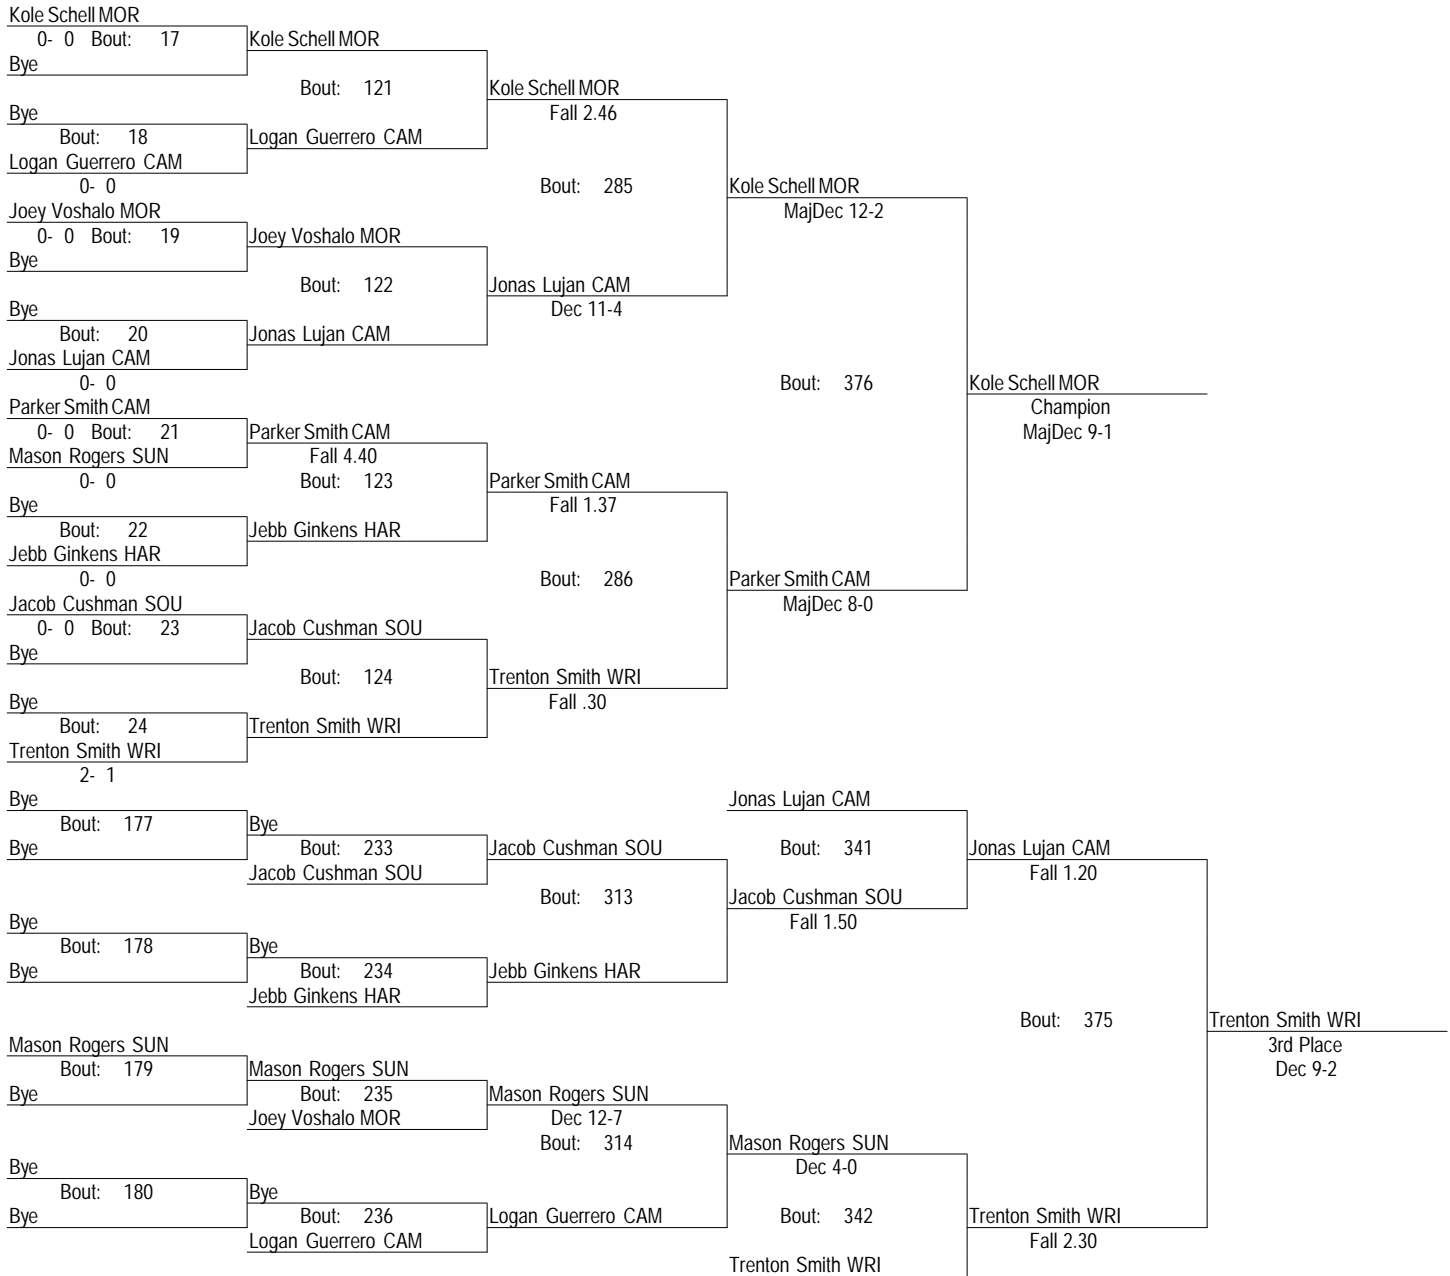 Kole Schell MOR
0- 0 Bout: 17 Kole Schell MOR
Bye
Bout: 121 Kole Schell MOR
Bye Fall 2.46
Bout: 18 Logan Guerrero CAM
Logan Guerrero CAM
0- 0 Bout: 285 Kole Schell MOR
Joey Voshalo MOR MajDec 12-2
0- 0 Bout: 19 Joey Voshalo MOR
Bye
Bout: 122 Jonas Lujan CAM
Bye Dec 11-4
Bout: 20 Jonas Lujan CAM
Jonas Lujan CAM
0- 0 Bout: 376 Kole Schell MOR
Parker Smith CAM Champion
0- 0 Bout: 21 Parker Smith CAM MajDec 9-1
Mason Rogers SUN Fall 4.40
0- 0 Bout: 123 Parker Smith CAM
Bye Fall 1.37
Bout: 22 Jebb Ginkens HAR
Jebb Ginkens HAR
0- 0 Bout: 286 Parker Smith CAM
Jacob Cushman SOU MajDec 8-0
0- 0 Bout: 23 Jacob Cushman SOU
Bye
Bout: 124 Trenton Smith WRI
Bye Fall .30
Bout: 24 Trenton Smith WRI
Trenton Smith WRI
2- 1
Bye Jonas Lujan CAM
Bout: 177 Bye
Bye Bout: 233 Jacob Cushman SOU Bout: 341 Jonas Lujan CAM
Jacob Cushman SOU Fall 1.20
Bout: 313 Jacob Cushman SOU
Bye Fall 1.50
Bout: 178 Bye
Bye Bout: 234 Jebb Ginkens HAR
Jebb Ginkens HAR
Bout: 375 Trenton Smith WRI
Mason Rogers SUN 3rd Place
Bout: 179 Mason Rogers SUN Dec 9-2
Bye Bout: 235 Mason Rogers SUN
Joey Voshalo MOR Dec 12-7
Bout: 314 Mason Rogers SUN
Bye Dec 4-0
Bout: 180 Bye
Bye Bout: 236 Logan Guerrero CAM Bout: 342 Trenton Smith WRI
Logan Guerrero CAM Fall 2.30
Trenton Smith WRI